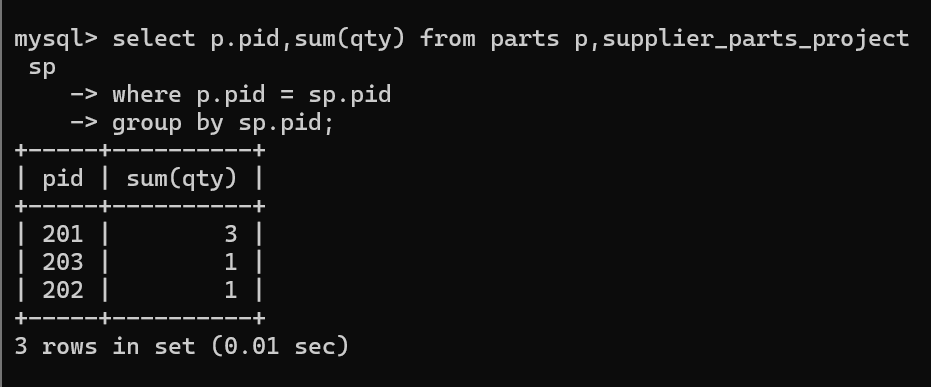 mysql> select p.pid,sum(qty) from parts p,supplier_parts_project
 sp
    -> where p.pid = sp.pid
    -> group by sp.pid;
+-----+----------+
| pid | sum(qty) |
+-----+----------+
| 201 |        3 |
| 203 |        1 |
| 202 |        1 |
+-----+----------+
3 rows in set (0.01 sec)